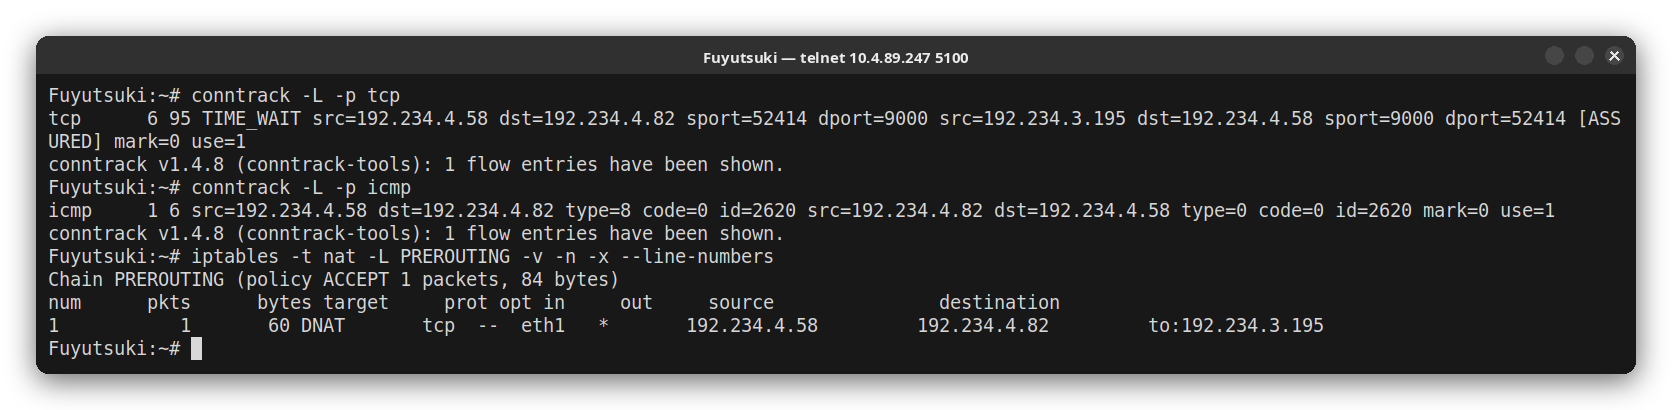 Fuyutsuki — telnet 10.4.89.247 5100
Fuyutsuki:~# conntrack -L -p tcp
tcp      6 95 TIME_WAIT src=192.234.4.58 dst=192.234.4.82 sport=52414 dport=9000 src=192.234.3.195 dst=192.234.4.58 sport=9000 dport=52414 [ASS
URED] mark=0 use=1
conntrack v1.4.8 (conntrack-tools): 1 flow entries have been shown.
Fuyutsuki:~# conntrack -L -p icmp
icmp     1 6 src=192.234.4.58 dst=192.234.4.82 type=8 code=0 id=2620 src=192.234.4.82 dst=192.234.4.58 type=0 code=0 id=2620 mark=0 use=1
conntrack v1.4.8 (conntrack-tools): 1 flow entries have been shown.
Fuyutsuki:~# iptables -t nat -L PREROUTING -v -n -x --line-numbers
Chain PREROUTING (policy ACCEPT 1 packets, 84 bytes)
num      pkts      bytes target     prot opt in     out     source               destination
1           1       60 DNAT       tcp  --  eth1   *       192.234.4.58         192.234.4.82         to:192.234.3.195
Fuyutsuki:~#